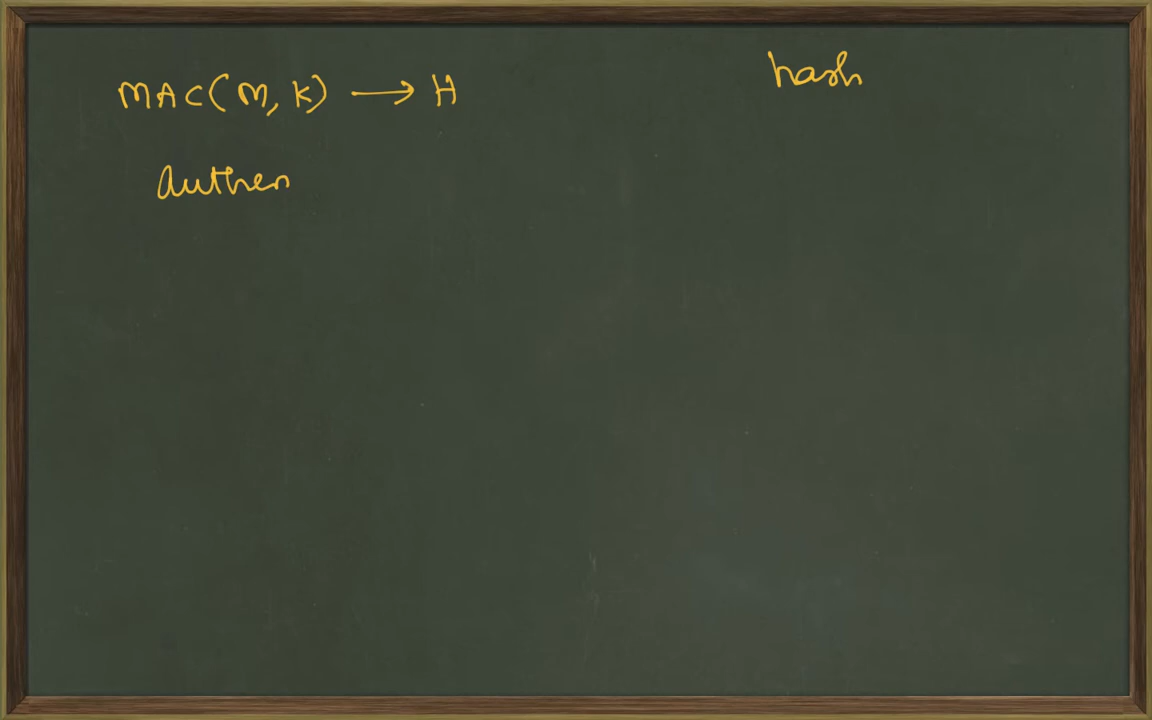 MAC(M, K) → H
hash
Authen